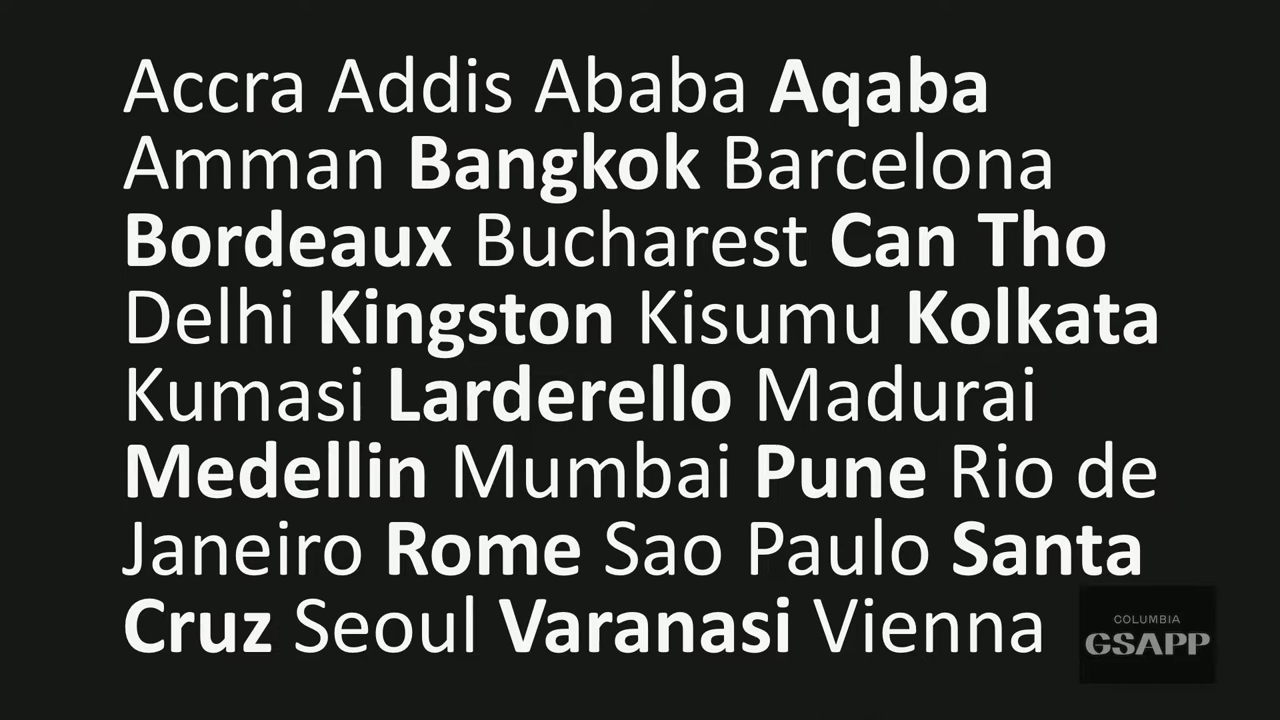 Accra Addis Ababa Aqaba
Amman Bangkok Barcelona
Bordeaux Bucharest Can Tho
Delhi Kingston Kisumu Kolkata
Kumasi Larderello Madurai
Medellin Mumbai Pune Rio de
Janeiro Rome Sao Paulo Santa
Cruz Seoul Varanasi Vienna
COLUMBIA
GSAPP